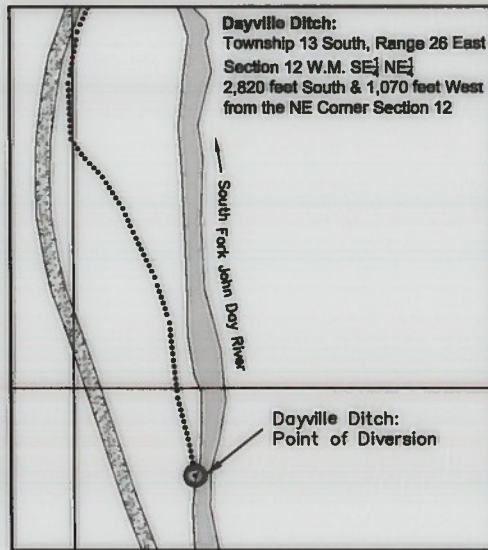 Dayville Ditch:
Township 13 South, Range 26 East
Section 12 W.M. SE¼ NE¼
2,820 feet South & 1,070 feet West
from the NE Corner Section 12
South Fork John Day River
Dayville Ditch:
Point of Diversion